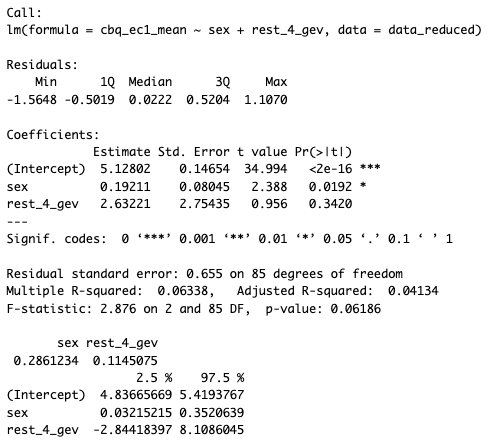 Call:
lm(formula = cbq_ec1_mean ~ sex + rest_4_gev, data = data_reduced)
Residuals:
    Min      1Q  Median      3Q     Max
-1.5648 -0.5019  0.0222  0.5204  1.1070
Coefficients:
            Estimate Std. Error t value Pr(>|t|)
(Intercept)  5.12802    0.14654  34.994   <2e-16 ***
sex          0.19211    0.08045   2.388   0.0192 *
rest_4_gev   2.63221    2.75435   0.956   0.3420
---
Signif. codes:  0 ‘***’ 0.001 ‘**’ 0.01 ‘*’ 0.05 ‘.’ 0.1 ‘ ’ 1
Residual standard error: 0.655 on 85 degrees of freedom
Multiple R-squared:  0.06338,	Adjusted R-squared:  0.04134
F-statistic: 2.876 on 2 and 85 DF,  p-value: 0.06186
      sex rest_4_gev
0.2861234  0.1145075
                  2.5 %    97.5 %
(Intercept)  4.83665669 5.4193767
sex          0.03215215 0.3520639
rest_4_gev  -2.84418397 8.1086045